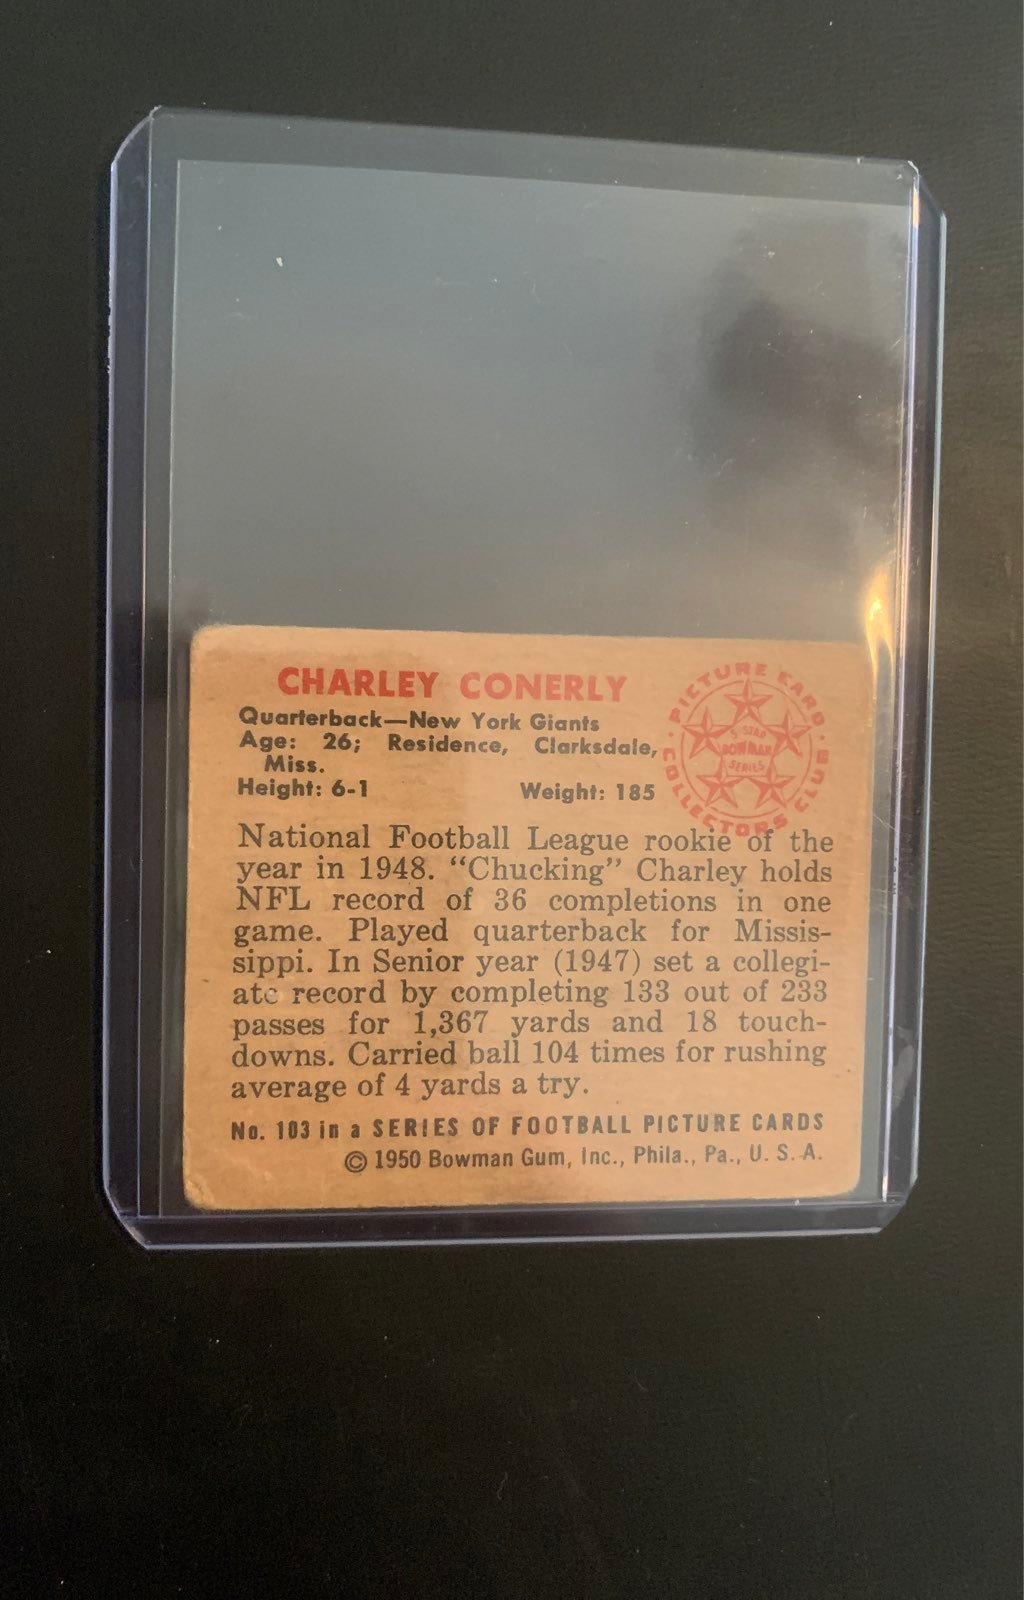 CHARLEY CONERLY
Quarterback—New York Giants
Age: 26; Residence, Clarksdale,
Miss.
Height: 6-1 Weight: 185
PICTURE CARD
COLLECTORS CLUB
5-STAR
BOWMAN
SERIES
National Football League rookie of the
year in 1948. “Chucking” Charley holds
NFL record of 36 completions in one
game. Played quarterback for Missis-
sippi. In Senior year (1947) set a collegi-
ate record by completing 133 out of 233
passes for 1,367 yards and 18 touch-
downs. Carried ball 104 times for rushing
average of 4 yards a try.
No. 103 in a SERIES OF FOOTBALL PICTURE CARDS
© 1950 Bowman Gum, Inc., Phila., Pa., U. S. A.